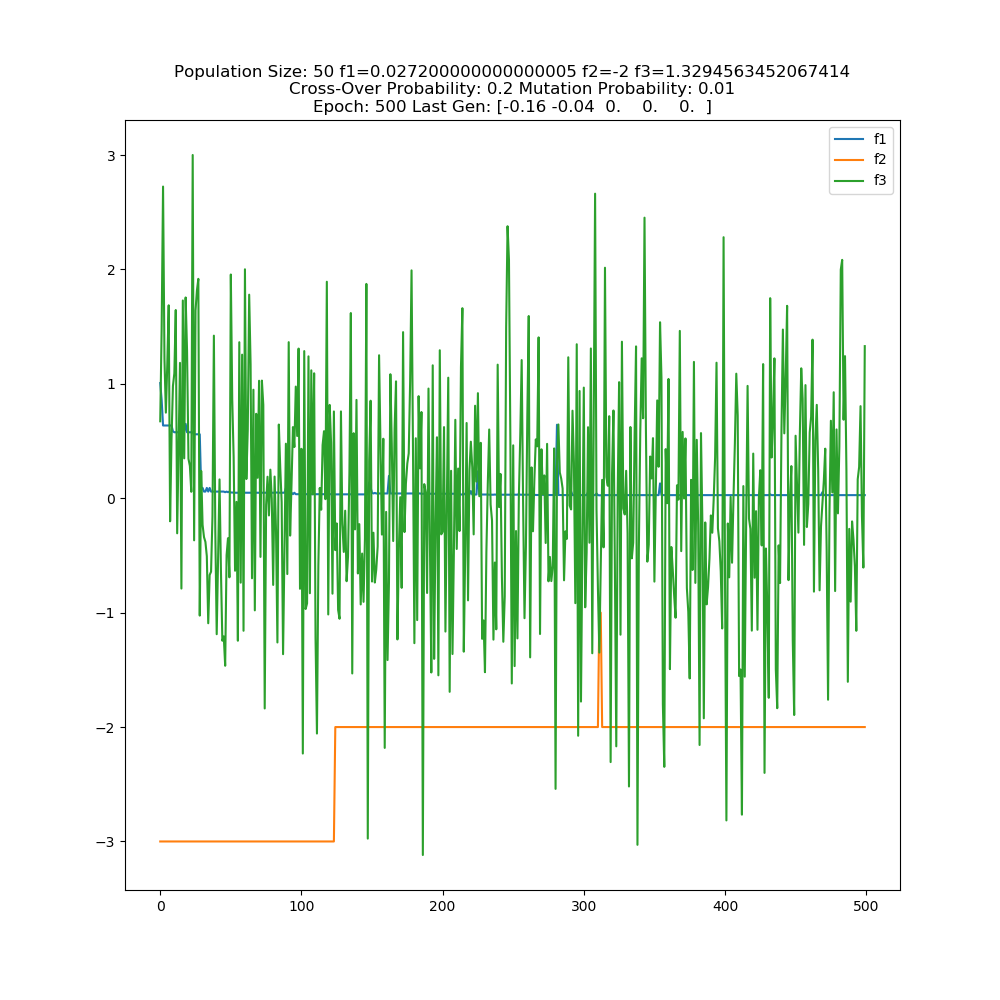 Population Size: 50 f1=0.027200000000000005 f2=-2 f3=1.3294563452067414
Cross-Over Probability: 0.2 Mutation Probability: 0.01
Epoch: 500 Last Gen: [-0.16 -0.04  0.    0.    0.  ]
f1
f2
f3
3
2
1
0
−1
−2
−3
0 100 200 300 400 500